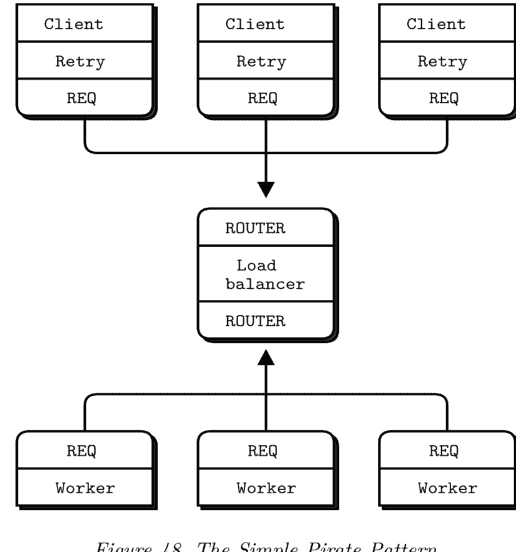 Client Client Client
Retry Retry Retry
REQ REQ REQ
ROUTER
Load
balancer
ROUTER
REQ REQ REQ
Worker Worker Worker
Figure 48. The Simple Pirate Pattern